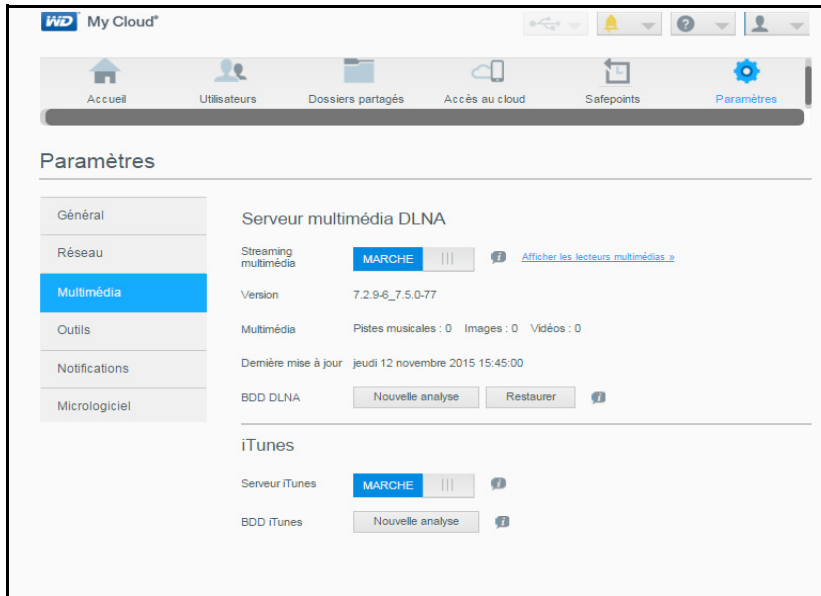 WD My Cloud®
Accueil
Utilisateurs
Dossiers partagés
Accès au cloud
Safepoints
Paramètres
Paramètres
Général
Réseau
Multimédia
Outils
Notifications
Micrologiciel
Serveur multimédia DLNA
Streaming
multimédia
MARCHE
Afficher les lecteurs multimédias »
Version 7.2.9-6_7.5.0-77
Multimédia Pistes musicales : 0 Images : 0 Vidéos : 0
Dernière mise à jour jeudi 12 novembre 2015 15:45:00
BDD DLNA Nouvelle analyse Restaurer
iTunes
Serveur iTunes MARCHE
BDD iTunes Nouvelle analyse